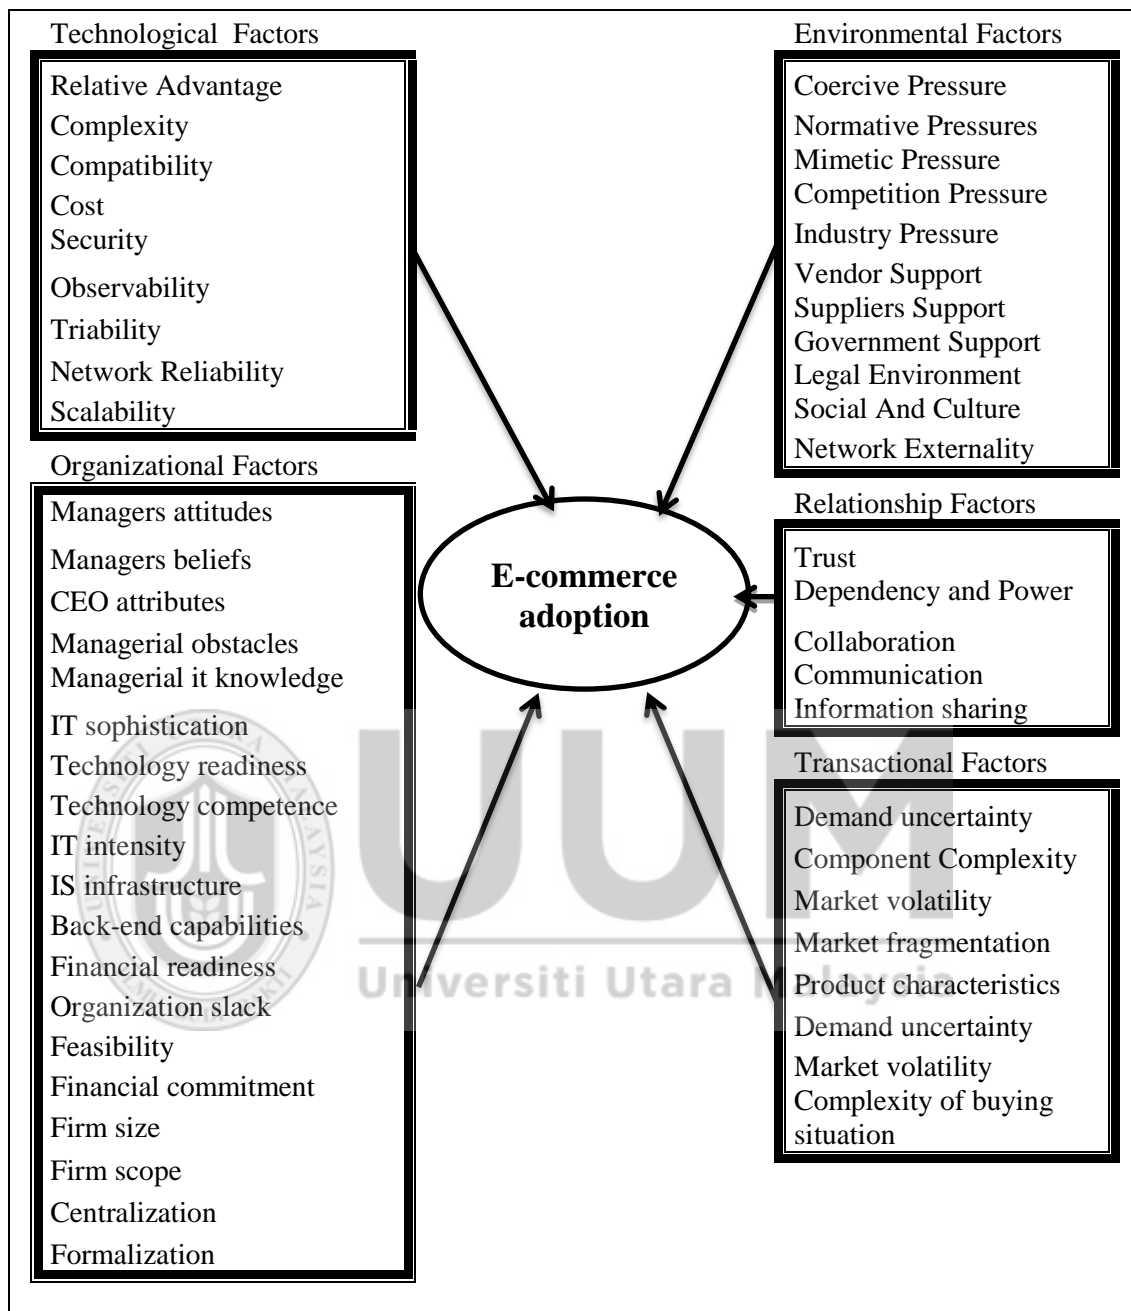 Technological  Factors
Relative Advantage
Complexity
Compatibility
Cost
Security
Observability
Triability
Network Reliability
Scalability
Organizational Factors
Managers attitudes
Managers beliefs
CEO attributes
Managerial obstacles
Managerial it knowledge
IT sophistication
Technology readiness
Technology competence
IT intensity
IS infrastructure
Back-end capabilities
Financial readiness
Organization slack
Feasibility
Financial commitment
Firm size
Firm scope
Centralization
Formalization
E-commerce
adoption
Environmental Factors
Coercive Pressure
Normative Pressures
Mimetic Pressure
Competition Pressure
Industry Pressure
Vendor Support
Suppliers Support
Government Support
Legal Environment
Social And Culture
Network Externality
Relationship Factors
Trust
Dependency and Power
Collaboration
Communication
Information sharing
Transactional Factors
Demand uncertainty
Component Complexity
Market volatility
Market fragmentation
Product characteristics
Demand uncertainty
Market volatility
Complexity of buying
situation
UUM
Universiti Utara Malaysia
UNIVERSITI UTARA MALAYSIA